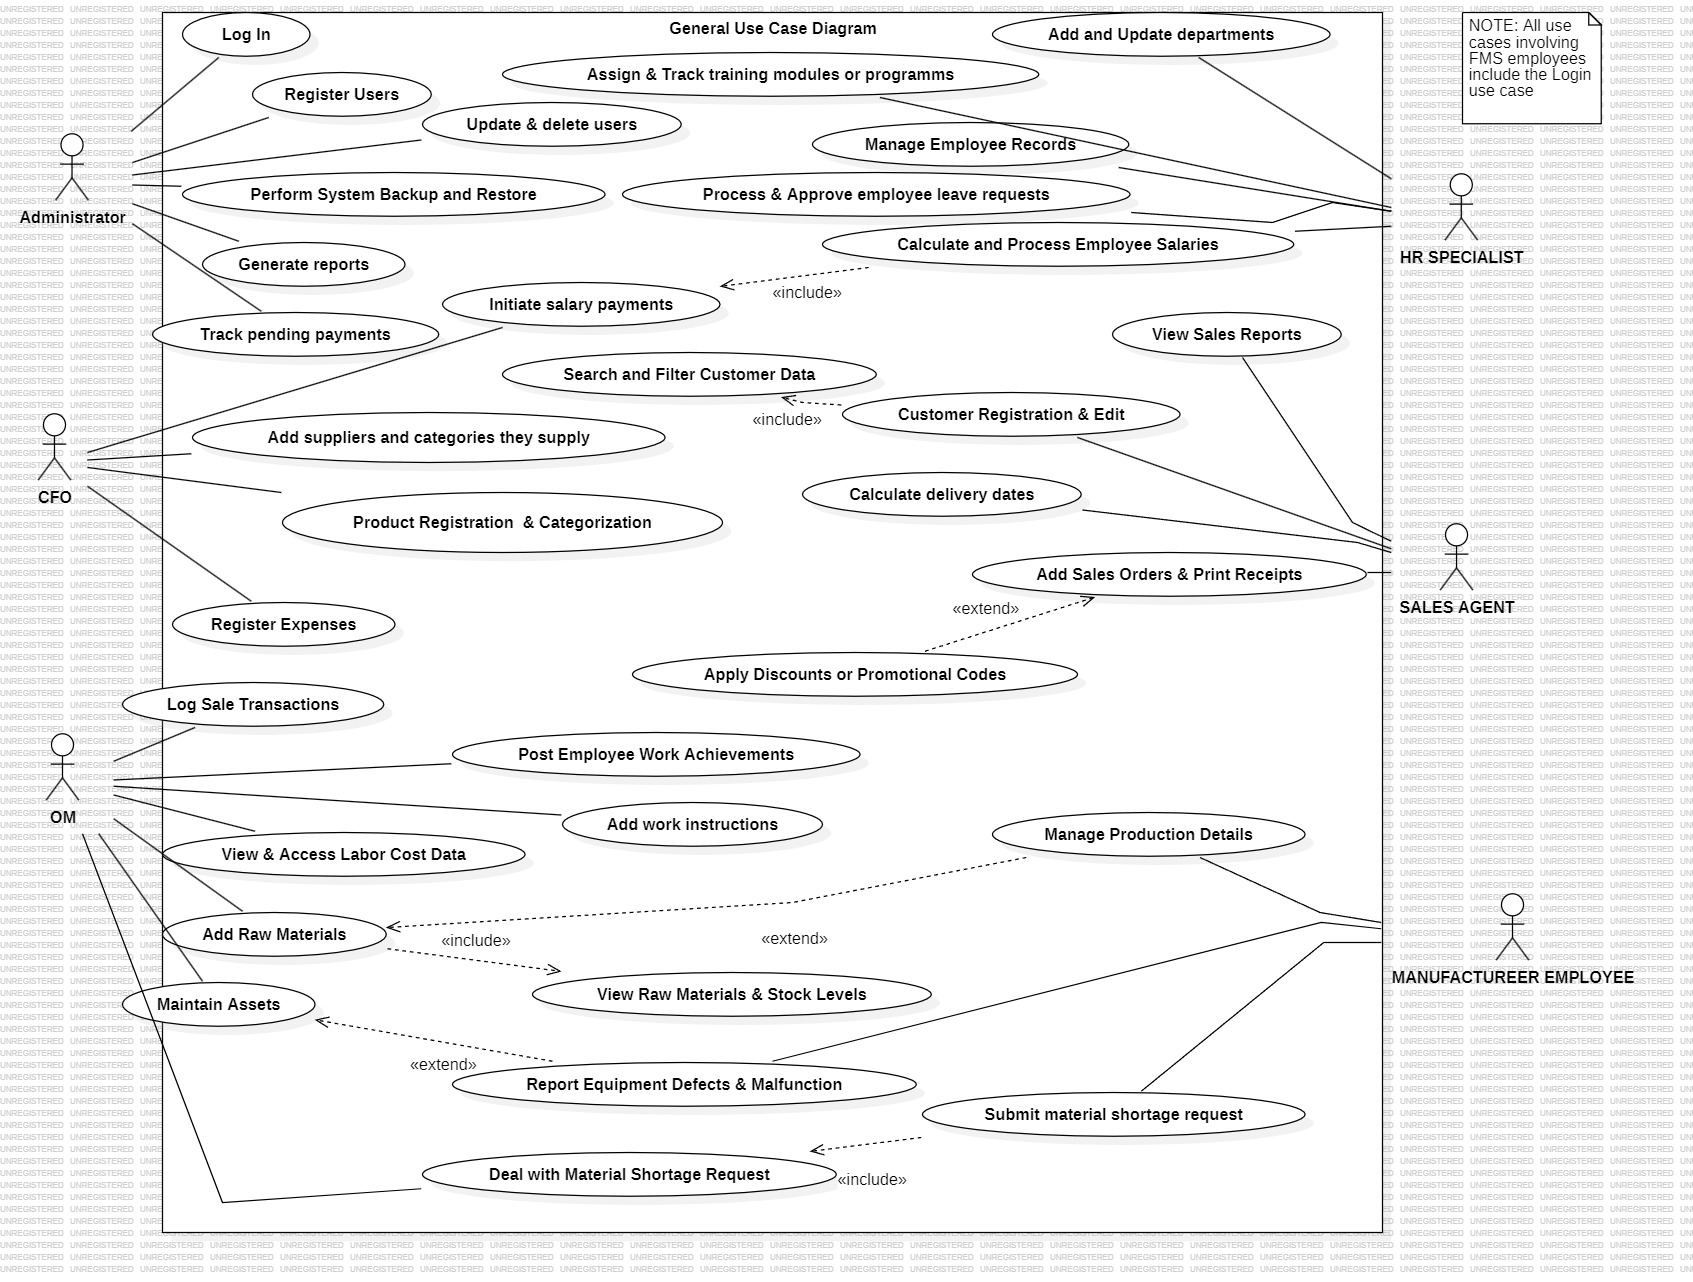 General Use Case Diagram
Log In
Add and Update departments
NOTE: All use
cases involving
FMS employees
include the Login
use case
Assign & Track training modules or programms
Register Users
Update & delete users
Manage Employee Records
Perform System Backup and Restore
Process & Approve employee leave requests
Administrator
Calculate and Process Employee Salaries
HR SPECIALIST
Generate reports
«include»
Initiate salary payments
Track pending payments
View Sales Reports
Search and Filter Customer Data
«include»
Customer Registration & Edit
Add suppliers and categories they supply
CFO
Calculate delivery dates
Product Registration  & Categorization
Add Sales Orders & Print Receipts
SALES AGENT
«extend»
Register Expenses
Apply Discounts or Promotional Codes
Log Sale Transactions
Post Employee Work Achievements
OM
Add work instructions
Manage Production Details
View & Access Labor Cost Data
Add Raw Materials
«include»
«extend»
MANUFACTUREER EMPLOYEE
View Raw Materials & Stock Levels
Maintain Assets
«extend»
Report Equipment Defects & Malfunction
Submit material shortage request
Deal with Material Shortage Request
«include»
UNREGISTERED